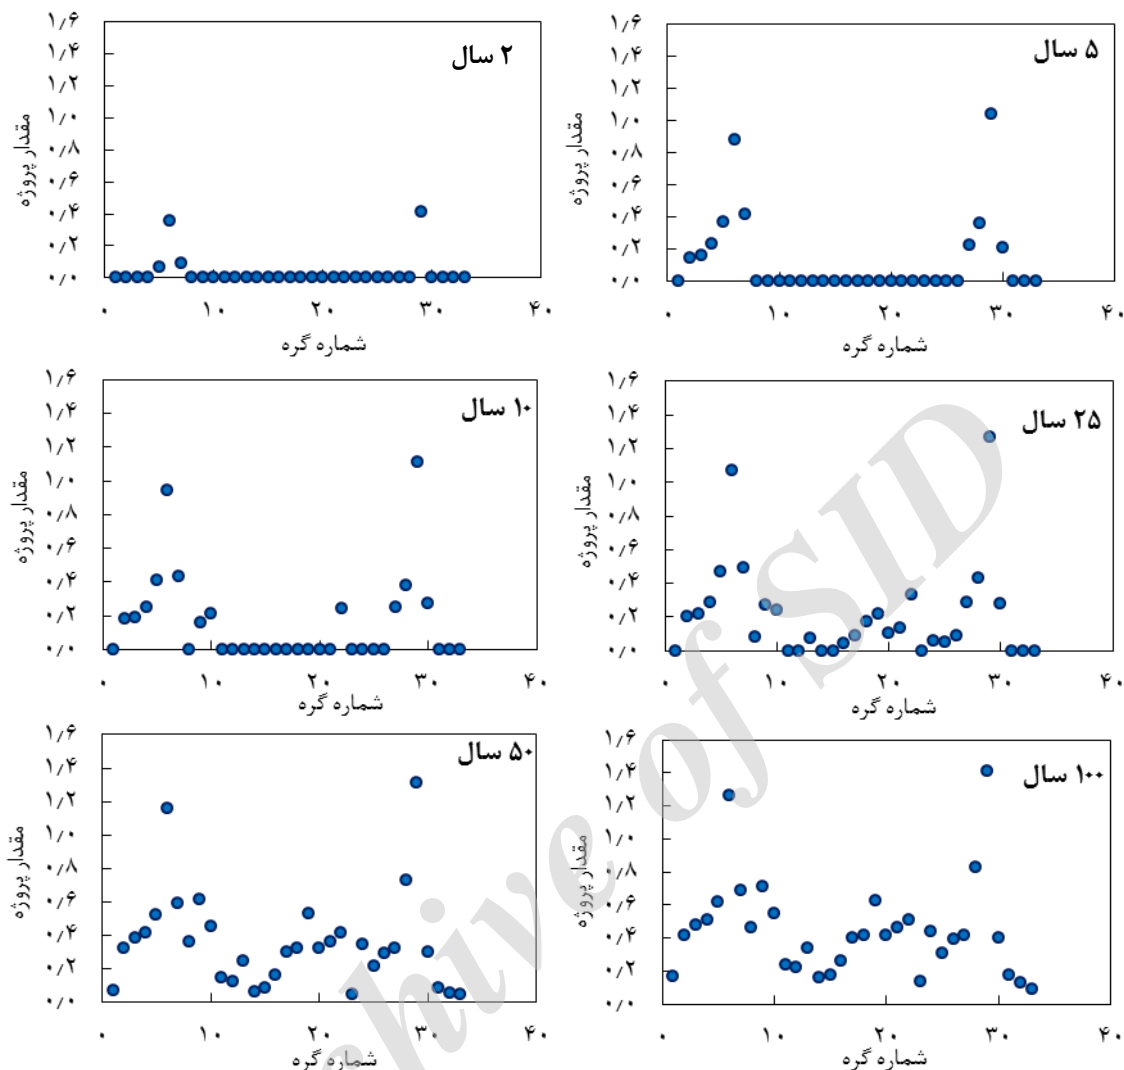 ۲ سال
۱٫۶
۱٫۴
۱٫۲
۱٫۰
۰٫۸
۰٫۶
۰٫۴
۰٫۲
۰٫۰
مقدار پروژه
۰ ۱۰ ۲۰ ۳۰ ۴۰
شماره گره
۵ سال
۱٫۶
۱٫۴
۱٫۲
۱٫۰
۰٫۸
۰٫۶
۰٫۴
۰٫۲
۰٫۰
مقدار پروژه
۰ ۱۰ ۲۰ ۳۰ ۴۰
شماره گره
۱۰ سال
۱٫۶
۱٫۴
۱٫۲
۱٫۰
۰٫۸
۰٫۶
۰٫۴
۰٫۲
۰٫۰
مقدار پروژه
۰ ۱۰ ۲۰ ۳۰ ۴۰
شماره گره
۲۵ سال
۱٫۶
۱٫۴
۱٫۲
۱٫۰
۰٫۸
۰٫۶
۰٫۴
۰٫۲
۰٫۰
مقدار پروژه
۰ ۱۰ ۲۰ ۳۰ ۴۰
شماره گره
۵۰ سال
۱٫۶
۱٫۴
۱٫۲
۱٫۰
۰٫۸
۰٫۶
۰٫۴
۰٫۲
۰٫۰
مقدار پروژه
۰ ۱۰ ۲۰ ۳۰ ۴۰
شماره گره
۱۰۰ سال
۱٫۶
۱٫۴
۱٫۲
۱٫۰
۰٫۸
۰٫۶
۰٫۴
۰٫۲
۰٫۰
مقدار پروژه
۰ ۱۰ ۲۰ ۳۰ ۴۰
شماره گره
hive of SID